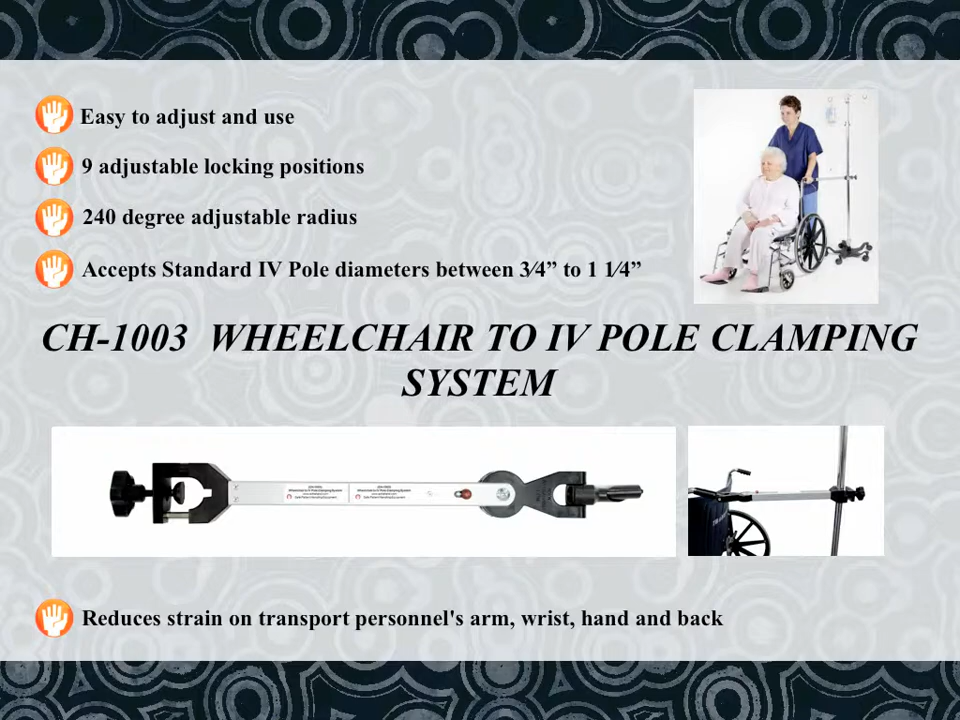 Easy to adjust and use
9 adjustable locking positions
240 degree adjustable radius
Accepts Standard IV Pole diameters between 3⁄4” to 1 1⁄4”
CH-1003 WHEELCHAIR TO IV POLE CLAMPING
SYSTEM
Reduces strain on transport personnel's arm, wrist, hand and back